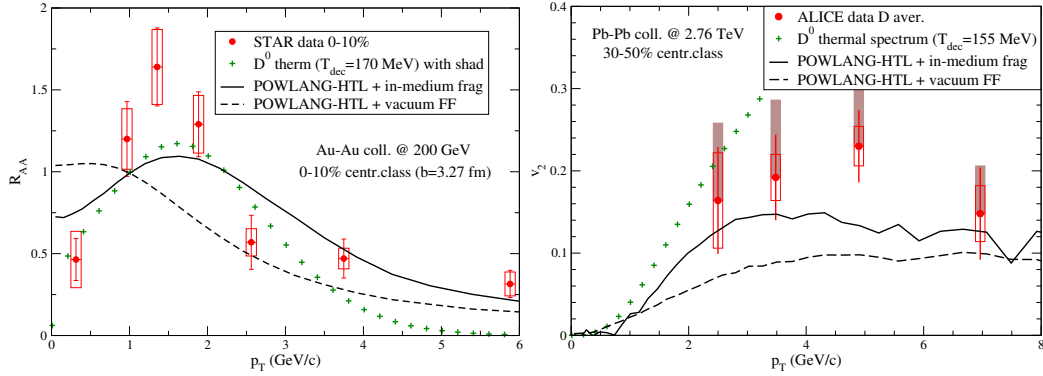 STAR data 0-10%
D⁰ therm (T_dec=170 MeV) with shad
POWLANG-HTL + in-medium frag
POWLANG-HTL + vacuum FF
Au-Au coll. @ 200 GeV
0-10% centr.class (b=3.27 fm)
R_AA
2
1.5
1
0.5
0
0 1 2 3 4 5 6
p_T (GeV/c)
Pb-Pb coll. @ 2.76 TeV
30-50% centr.class
ALICE data D aver.
D⁰ thermal spectrum (T_dec=155 MeV)
POWLANG-HTL + in-medium frag
POWLANG-HTL + vacuum FF
v_2
0.4
0.3
0.2
0.1
0
0 2 4 6 8
p_T (GeV/c)